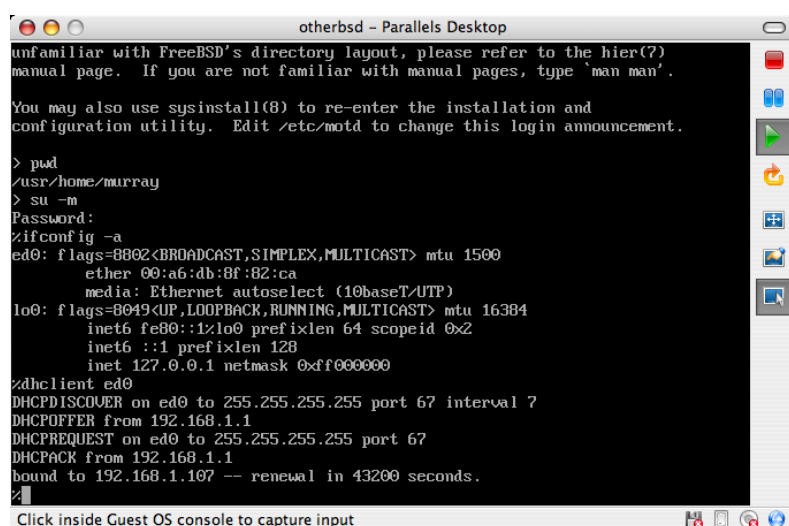 otherbsd – Parallels Desktop
unfamiliar with FreeBSD's directory layout, please refer to the hier(7)
manual page.  If you are not familiar with manual pages, type `man man'.
You may also use sysinstall(8) to re-enter the installation and
configuration utility.  Edit /etc/motd to change this login announcement.
> pwd
/usr/home/murray
> su -m
Password:
%ifconfig -a
ed0: flags=8802<BROADCAST,SIMPLEX,MULTICAST> mtu 1500
        ether 00:a6:db:8f:82:ca
        media: Ethernet autoselect (10baseT/UTP)
lo0: flags=8049<UP,LOOPBACK,RUNNING,MULTICAST> mtu 16384
        inet6 fe80::1%lo0 prefixlen 64 scopeid 0x2
        inet6 ::1 prefixlen 128
        inet 127.0.0.1 netmask 0xff000000
%dhclient ed0
DHCPDISCOVER on ed0 to 255.255.255.255 port 67 interval 7
DHCPOFFER from 192.168.1.1
DHCPREQUEST on ed0 to 255.255.255.255 port 67
DHCPACK from 192.168.1.1
bound to 192.168.1.107 -- renewal in 43200 seconds.
%
Click inside Guest OS console to capture input